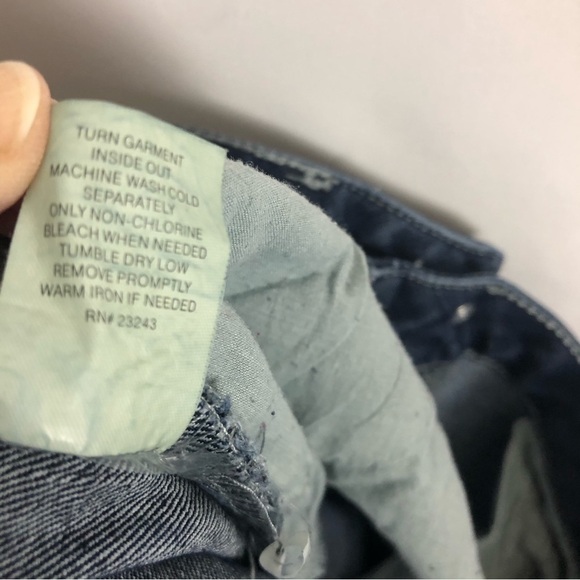 TURN GARMENT
INSIDE OUT
MACHINE WASH COLD
SEPARATELY
ONLY NON-CHLORINE
BLEACH WHEN NEEDED
TUMBLE DRY LOW
REMOVE PROMPTLY
WARM IRON IF NEEDED
RN# 23243